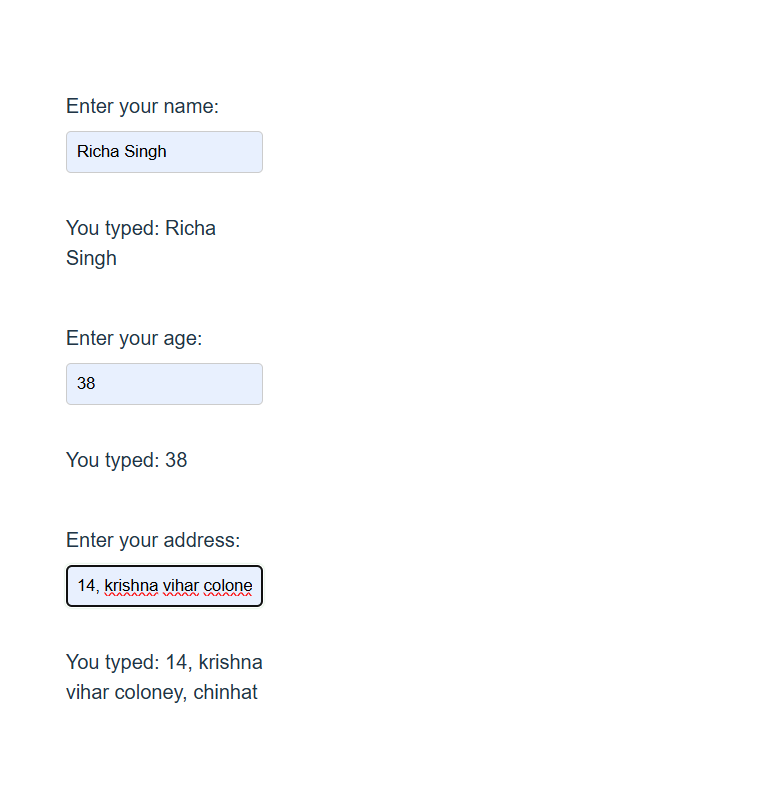 Enter your name:
Richa Singh
You typed: Richa
Singh
Enter your age:
38
You typed: 38
Enter your address:
14, krishna vihar colone
You typed: 14, krishna
vihar coloney, chinhat